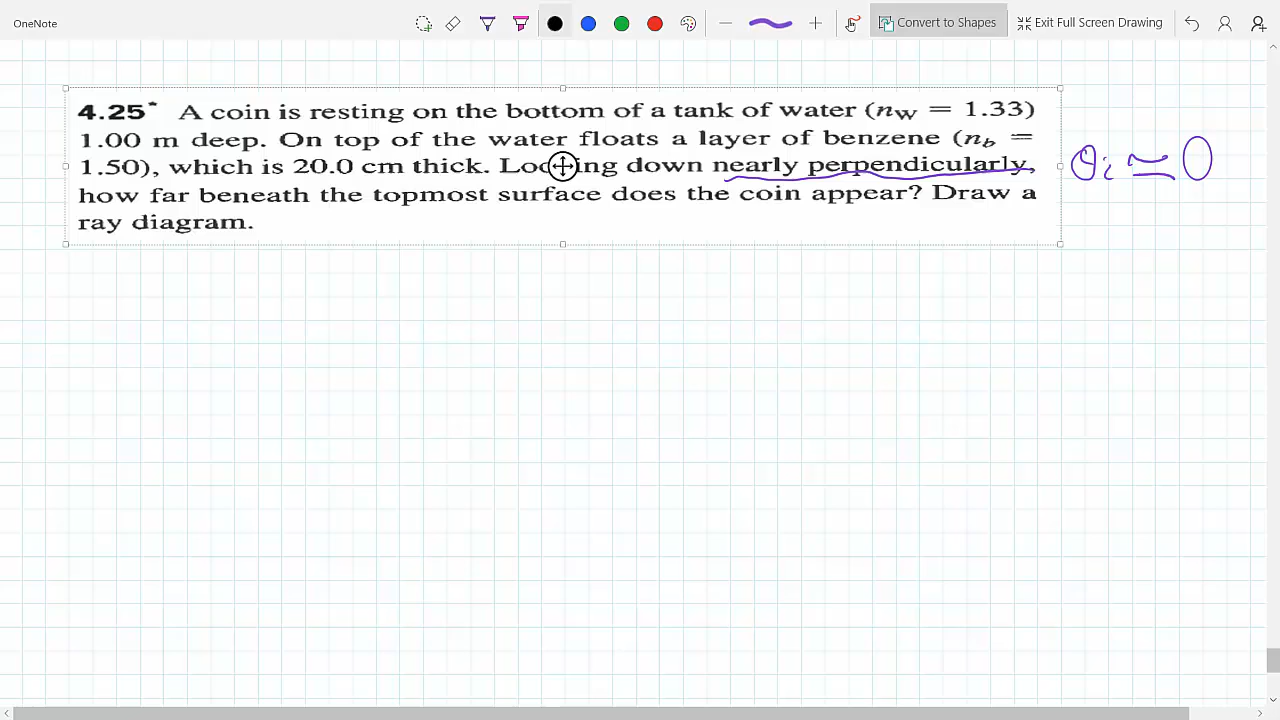 OneNote
Convert to Shapes
Exit Full Screen Drawing
4.25* A coin is resting on the bottom of a tank of water (nW = 1.33)
1.00 m deep. On top of the water floats a layer of benzene (nb =
1.50), which is 20.0 cm thick. Looking down nearly perpendicularly,
how far beneath the topmost surface does the coin appear? Draw a
ray diagram.
θi ≃ 0